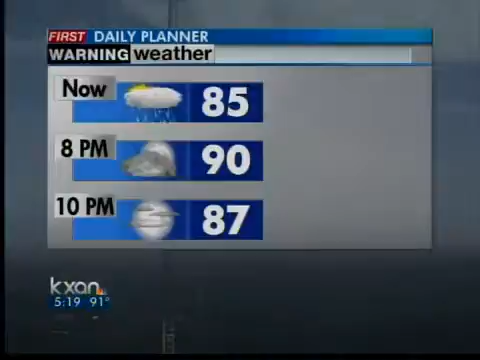 FIRST DAILY PLANNER
WARNING weather
Now 85
8 PM 90
10 PM 87
kxan
5:19 91°